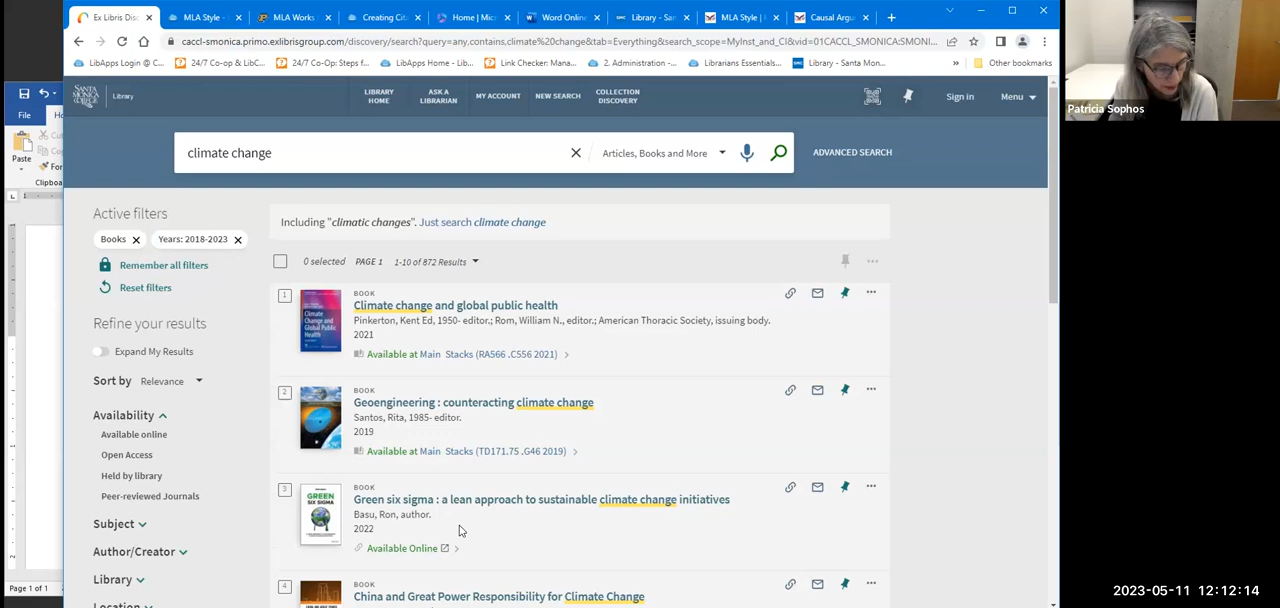 Ex Libris Disc
MLA Style -
MLA Works
Creating Cit
Home | Mic
Word Online
Library - San
MLA Style |
Causal Argu
caccl-smonica.primo.exlibrisgroup.com/discovery/search?query=any,contains,climate%20change&tab=Everything&search_scope=MyInst_and_CI&vid=01CACCL_SMONICA:SMONI...
LibApps Login @ C...
24/7 Co-op & LibC...
24/7 Co-Op: Steps f...
LibApps Home - Lib...
Link Checker: Mana...
2. Administration -...
Librarians Essentials...
Library - Santa Mon...
Other bookmarks
File
Paste
Clipboa
SANTA MONICA COLLEGE
Library
LIBRARY HOME
ASK A LIBRARIAN
MY ACCOUNT
NEW SEARCH
COLLECTION DISCOVERY
Sign in
Menu
climate change
Articles, Books and More
ADVANCED SEARCH
Active filters
Books
Years: 2018-2023
Remember all filters
Reset filters
Refine your results
Expand My Results
Sort by Relevance
Availability
Available online
Open Access
Held by library
Peer-reviewed Journals
Subject
Author/Creator
Library
Including "climatic changes". Just search climate change
0 selected PAGE 1 1-10 of 872 Results
1
BOOK
Climate change and global public health
Pinkerton, Kent Ed, 1950- editor.; Rom, William N., editor.; American Thoracic Society, issuing body.
2021
Available at Main Stacks (RA566 .C556 2021)
2
BOOK
Geoengineering : counteracting climate change
Santos, Rita, 1985- editor.
2019
Available at Main Stacks (TD171.75 .G46 2019)
3
BOOK
Green six sigma : a lean approach to sustainable climate change initiatives
Basu, Ron, author.
2022
Available Online
4
BOOK
China and Great Power Responsibility for Climate Change
Page 1 of 1
Patricia Sophos
2023-05-11 12:12:14